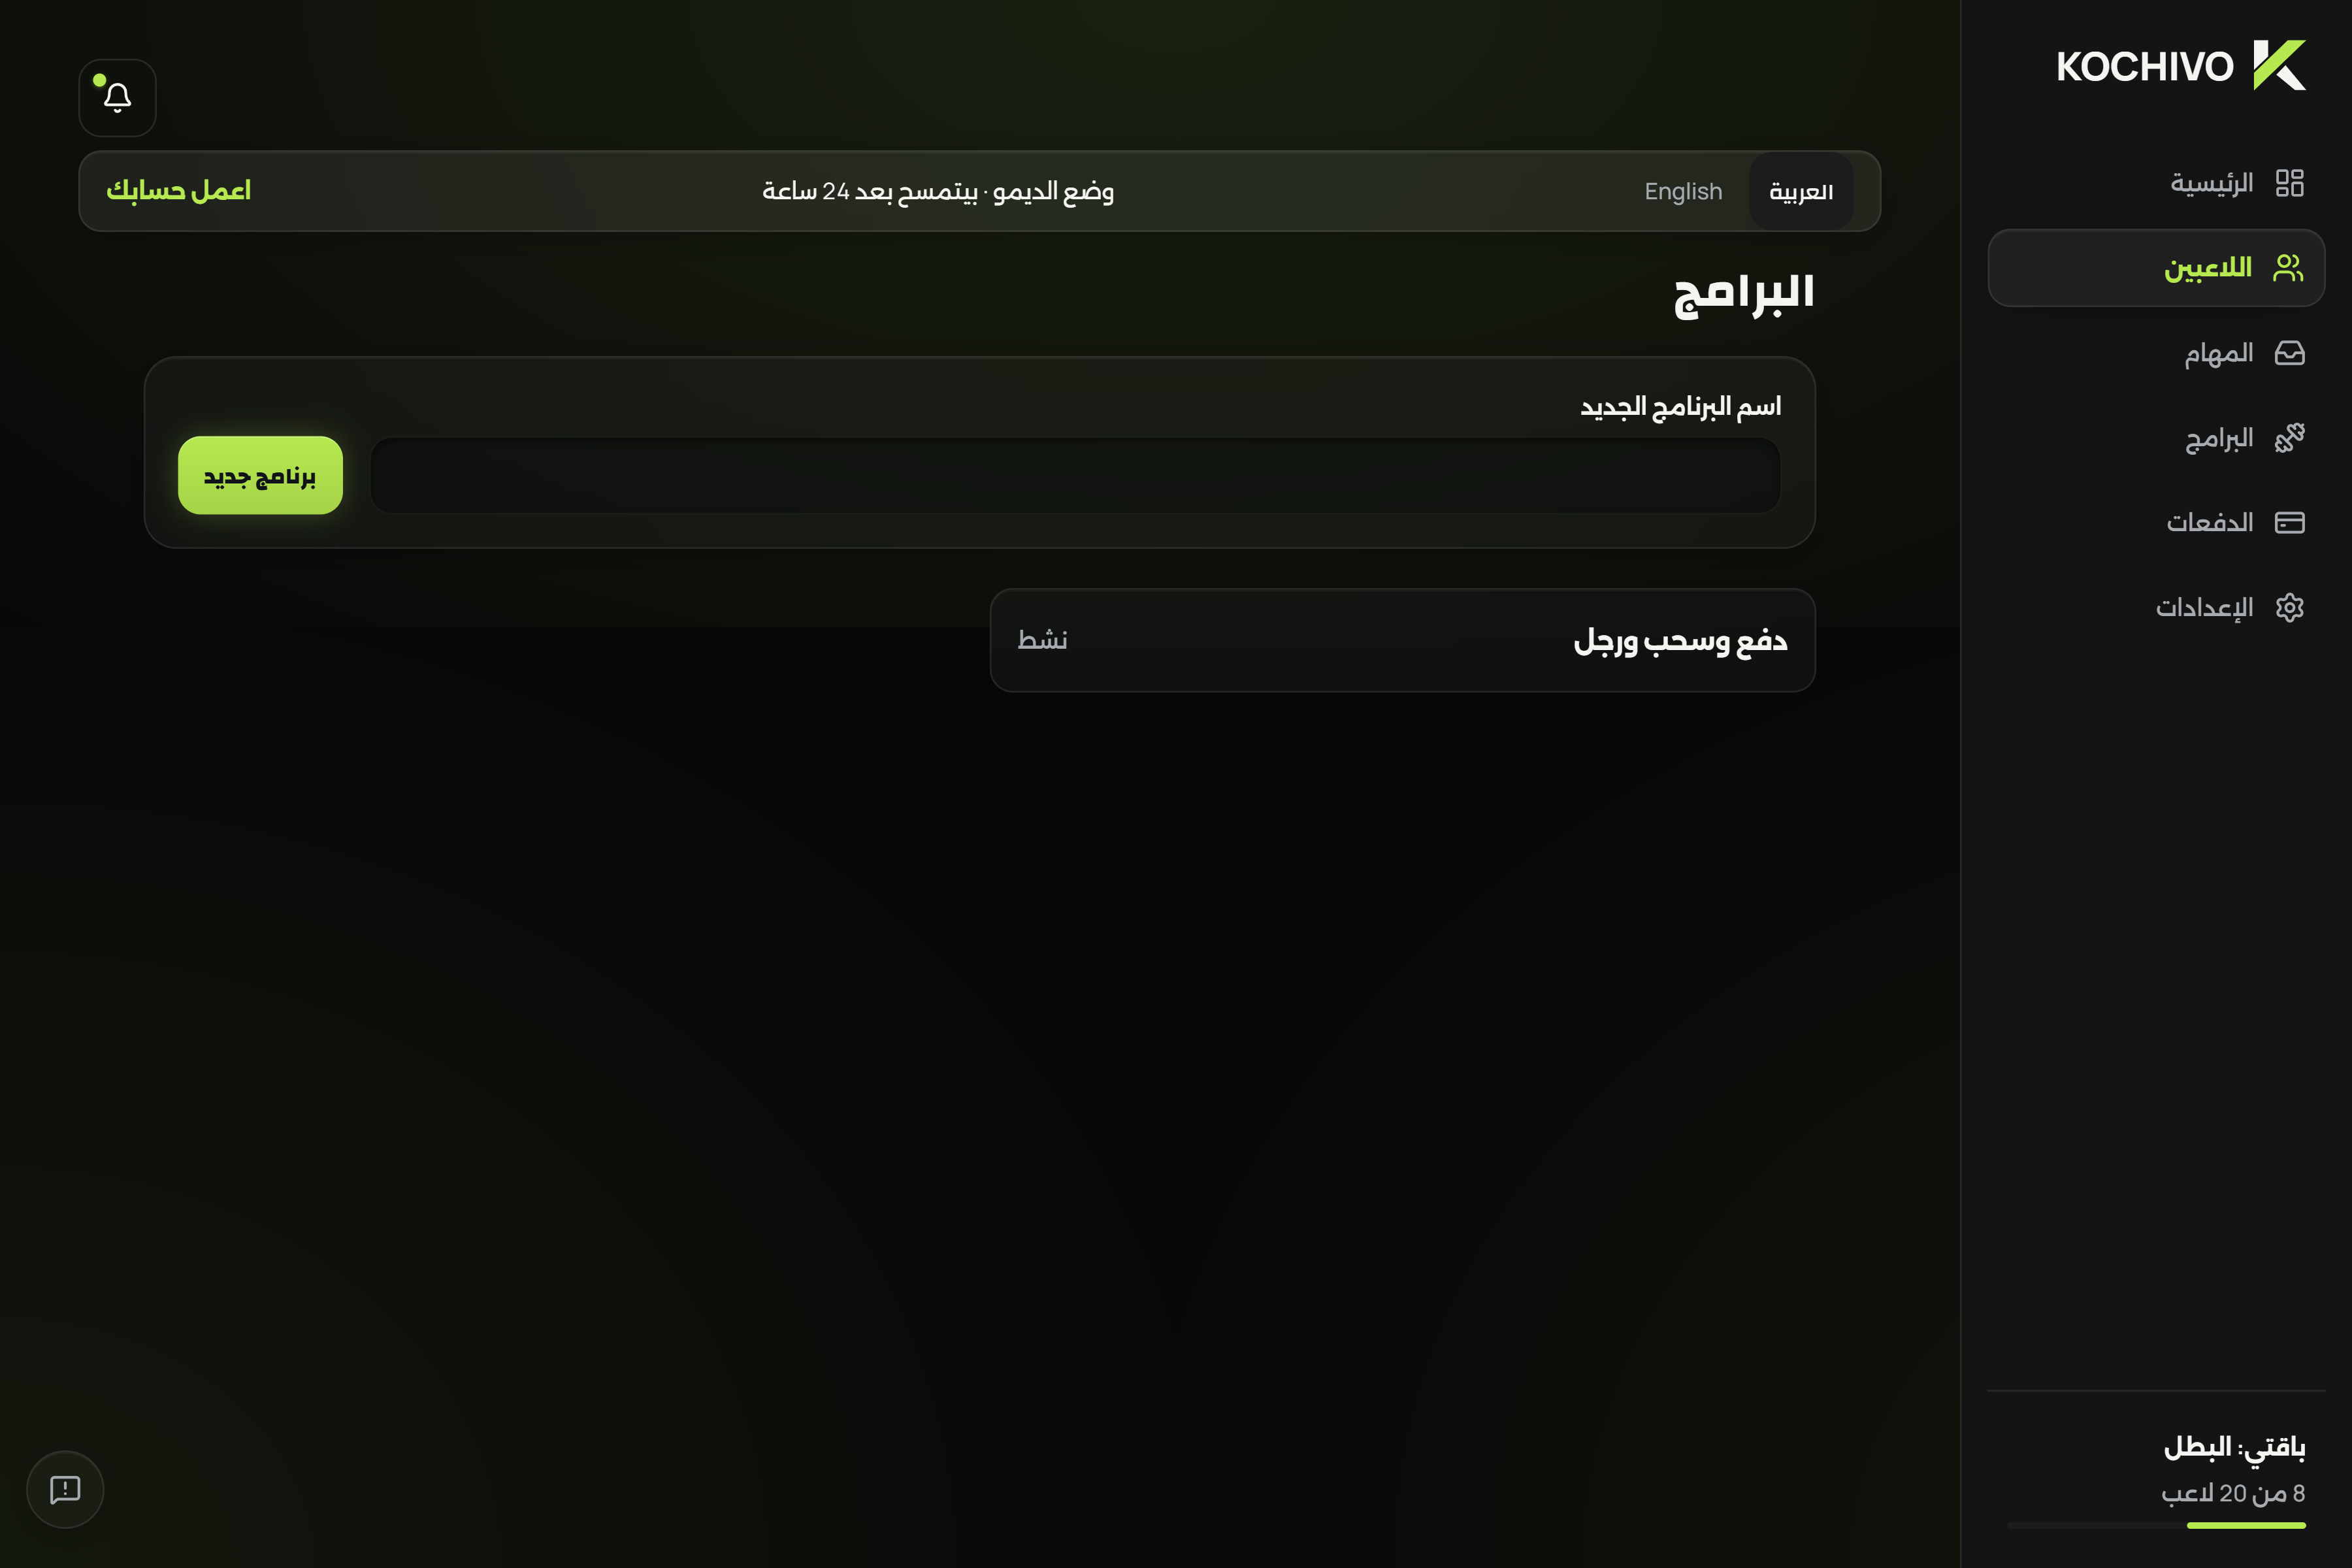 KOCHIVO
الرئيسية
اللاعبين
المهام
البرامج
الدفعات
الإعدادات
باقتي: البطل
8 من 20 لاعب
العربية
English
وضع الديمو · بيتمسح بعد 24 ساعة
اعمل حسابك
البرامج
اسم البرنامج الجديد
برنامج جديد
دفع وسحب ورجل
نشط